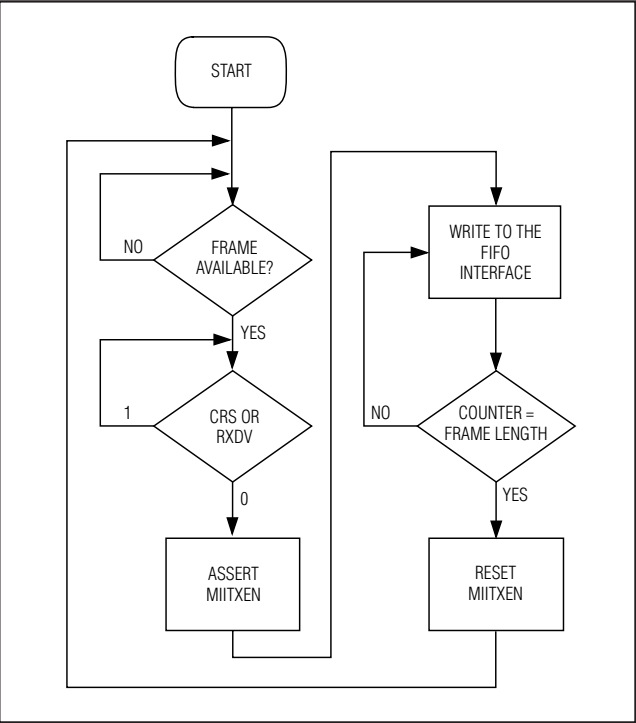 START
NO
FRAME
AVAILABLE?
YES
1
CRS OR
RXDV
0
ASSERT
MIITXEN
WRITE TO THE
FIFO
INTERFACE
NO
COUNTER =
FRAME LENGTH
YES
RESET
MIITXEN